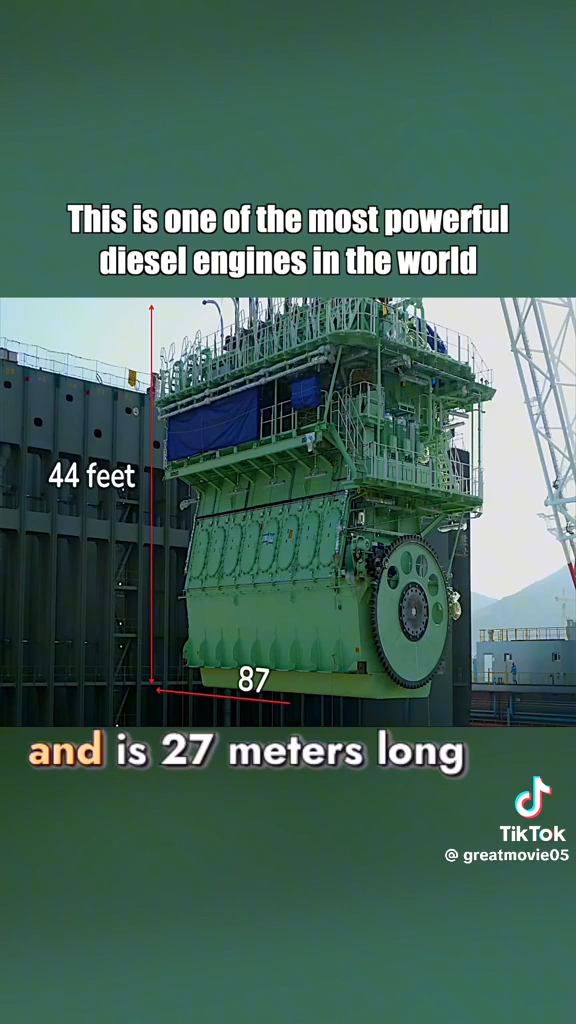 This is one of the most powerful
diesel engines in the world
44 feet
87
and is 27 meters long
TikTok
@ greatmovie05